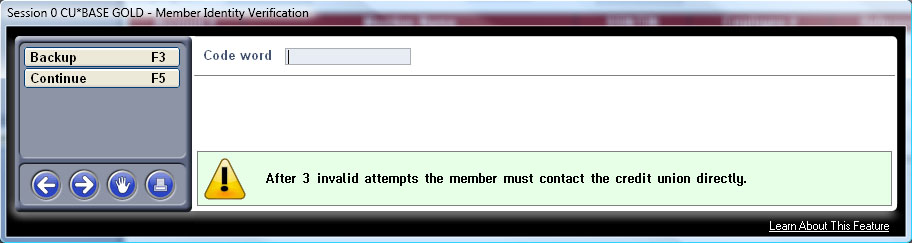 Session 0 CU*BASE GOLD - Member Identity Verification
Backup F3
Continue F5
Code word
After 3 invalid attempts the member must contact the credit union directly.
Learn About This Feature